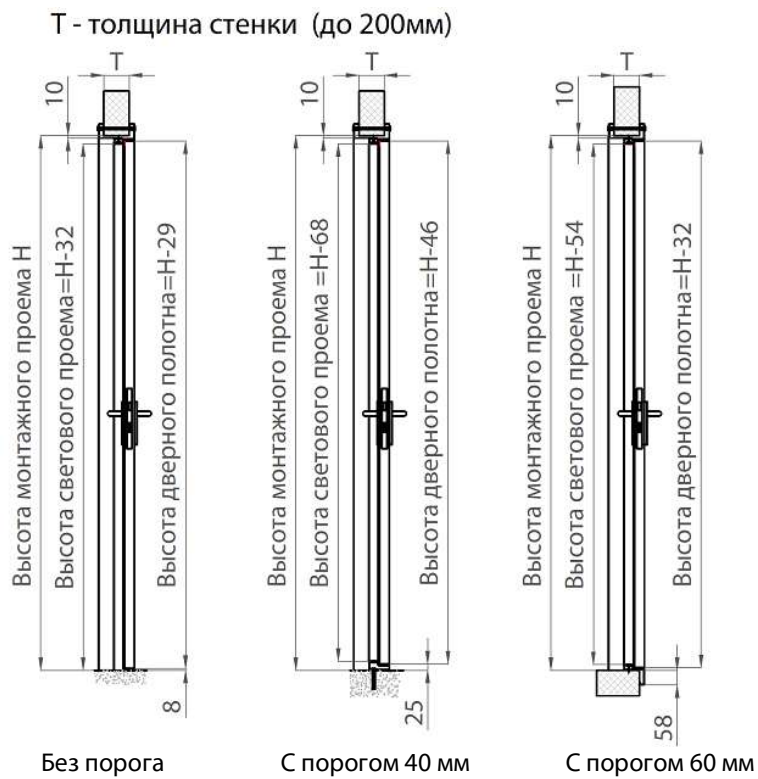 Т - толщина стенки (до 200мм)
Т
10
Высота монтажного проема Н
Высота светового проема=Н-32
Высота дверного полотна=Н-29
8
Без порога
Т
10
Высота монтажного проема Н
Высота светового проема =Н-68
Высота дверного полотна=Н-46
25
С порогом 40 мм
Т
10
Высота монтажного проема Н
Высота светового проема =Н-54
Высота дверного полотна=Н-32
58
С порогом 60 мм